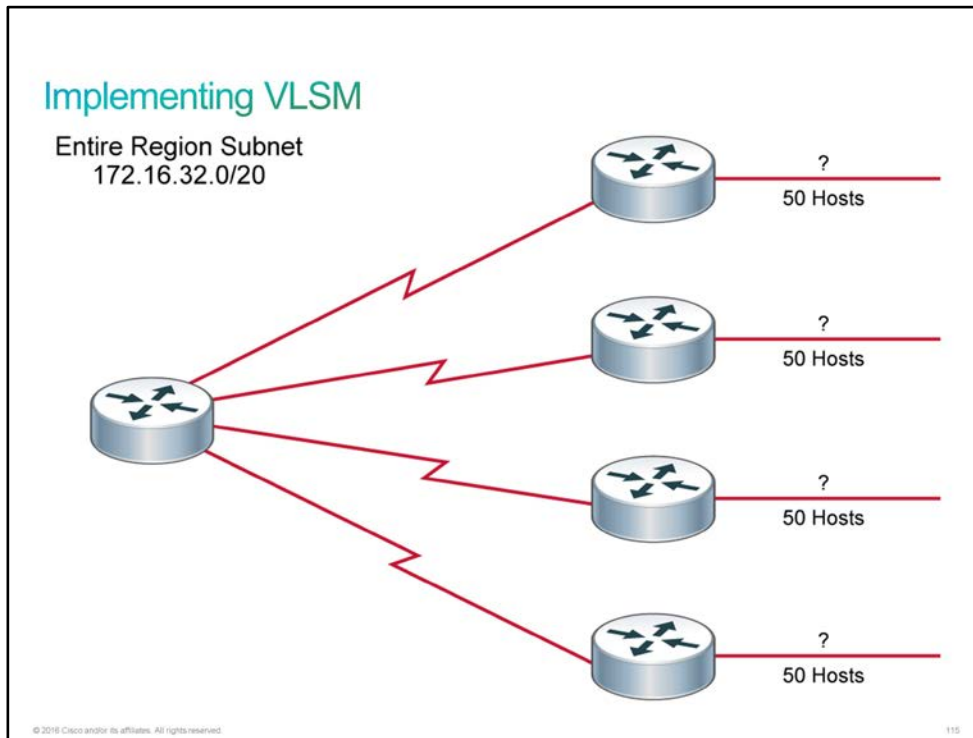 Implementing VLSM
Entire Region Subnet
172.16.32.0/20
?
50 Hosts
?
50 Hosts
?
50 Hosts
?
50 Hosts
© 2016 Cisco and/or its affiliates. All rights reserved.
115